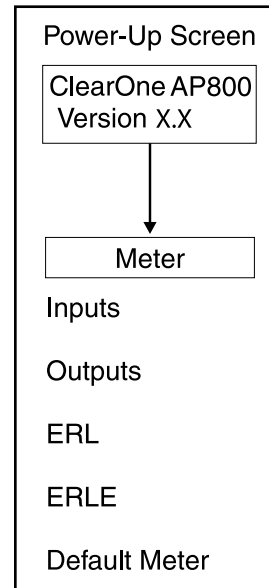 Power-Up Screen
ClearOne AP800
Version X.X
Meter
Inputs
Outputs
ERL
ERLE
Default Meter